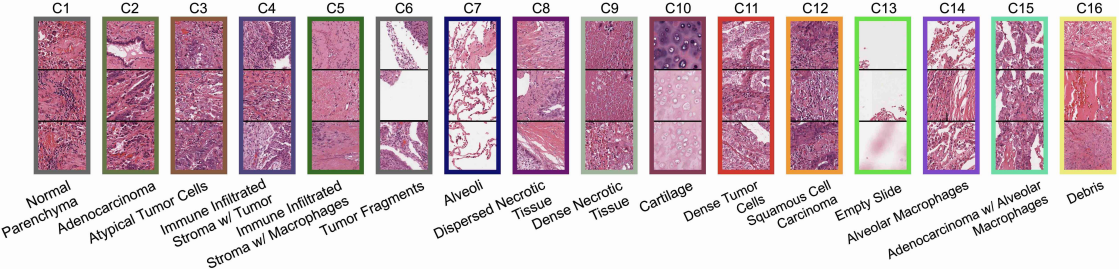 C1 C2 C3 C4 C5 C6 C7 C8 C9 C10 C11 C12 C13 C14 C15 C16
Normal
Parenchyma
Adenocarcinoma
Atypical Tumor Cells
Immune Infiltrated
Stroma w/ Tumor
Immune Infiltrated
Stroma w/ Macrophages
Tumor Fragments
Alveoli
Dispersed Necrotic
Tissue
Dense Necrotic
Tissue
Cartilage
Dense Tumor
Cells
Squamous Cell
Carcinoma
Empty Slide
Alveolar Macrophages
Adenocarcinoma w/ Alveolar
Macrophages
Debris